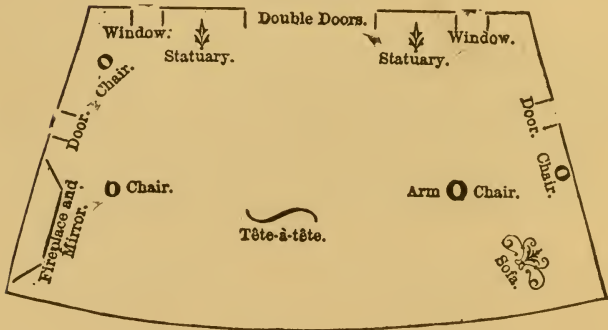 Double Doors.
Window.
Window.
Statuary.
Statuary.
Chair.
Door.
Door.
Chair.
Fireplace and
Mirror.
Chair.
Arm Chair.
Tête-à-tête.
Sofa.